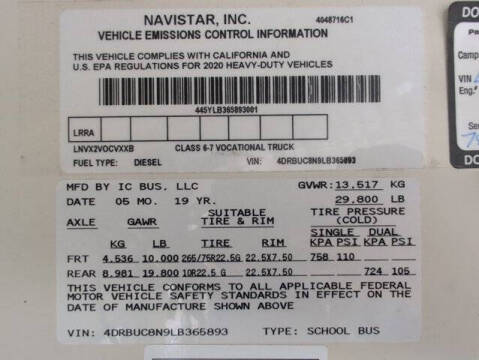 NAVISTAR, INC. 4048716C1
VEHICLE EMISSIONS CONTROL INFORMATION
THIS VEHICLE COMPLIES WITH CALIFORNIA AND
U.S. EPA REGULATIONS FOR 2020 HEAVY-DUTY VEHICLES
445YLB365893001
LRRA
LNVX2VOCVXXB CLASS 6-7 VOCATIONAL TRUCK
FUEL TYPE: DIESEL VIN: 4DRBUC8N9LB365893
MFD BY IC BUS, LLC GVWR: 13,517 KG
DATE 05 MO. 19 YR. 29,800 LB
AXLE GAWR SUITABLE TIRE & RIM TIRE PRESSURE (COLD)
SINGLE DUAL
KG LB TIRE RIM KPA PSI KPA PSI
FRT 4,536 10,000 265/75R22.5G 22.5X7.50 758 110
REAR 8,981 19,800 10R22.5 G 22.5X7.50 724 105
THIS VEHICLE CONFORMS TO ALL APPLICABLE FEDERAL
MOTOR VEHICLE SAFETY STANDARDS IN EFFECT ON THE
DATE OF MANUFACTURE SHOWN ABOVE
VIN: 4DRBUC8N9LB365893 TYPE: SCHOOL BUS
DO
Camp
VIN
Eng.
Se
DO